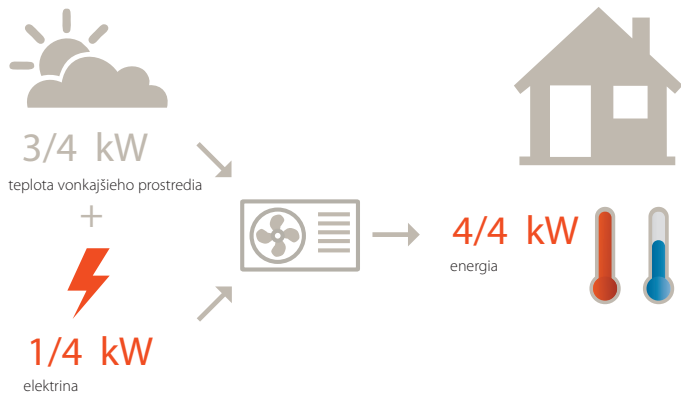 3/4 kW
teplota vonkajšieho prostredia
+
1/4 kW
elektrina
4/4 kW
energia